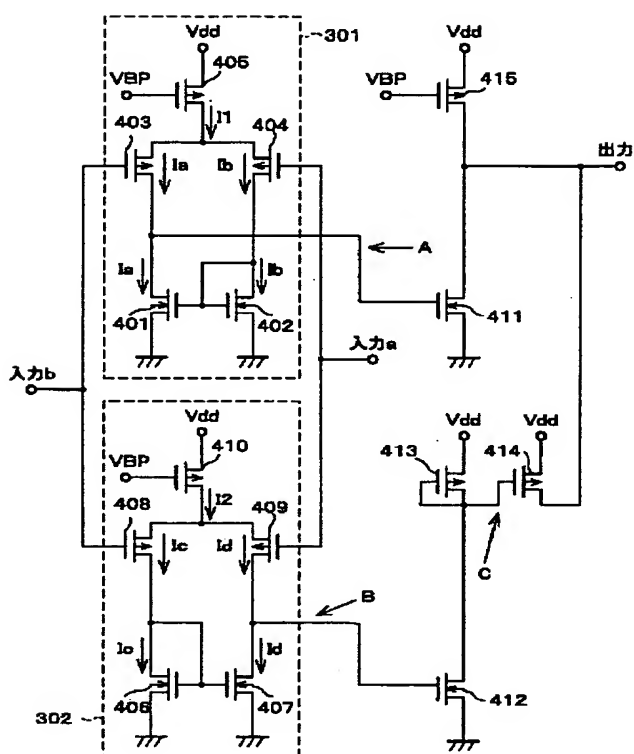 301
Vdd
Vdd
405
VBP
VBP
415
I1
403
404
出力
Ia
Ib
A
Ia
Ib
401
402
411
入力a
入力b
Vdd
Vdd
Vdd
410
413
414
VBP
408
I2
409
Ic
Id
C
B
Ic
Id
406
407
412
302